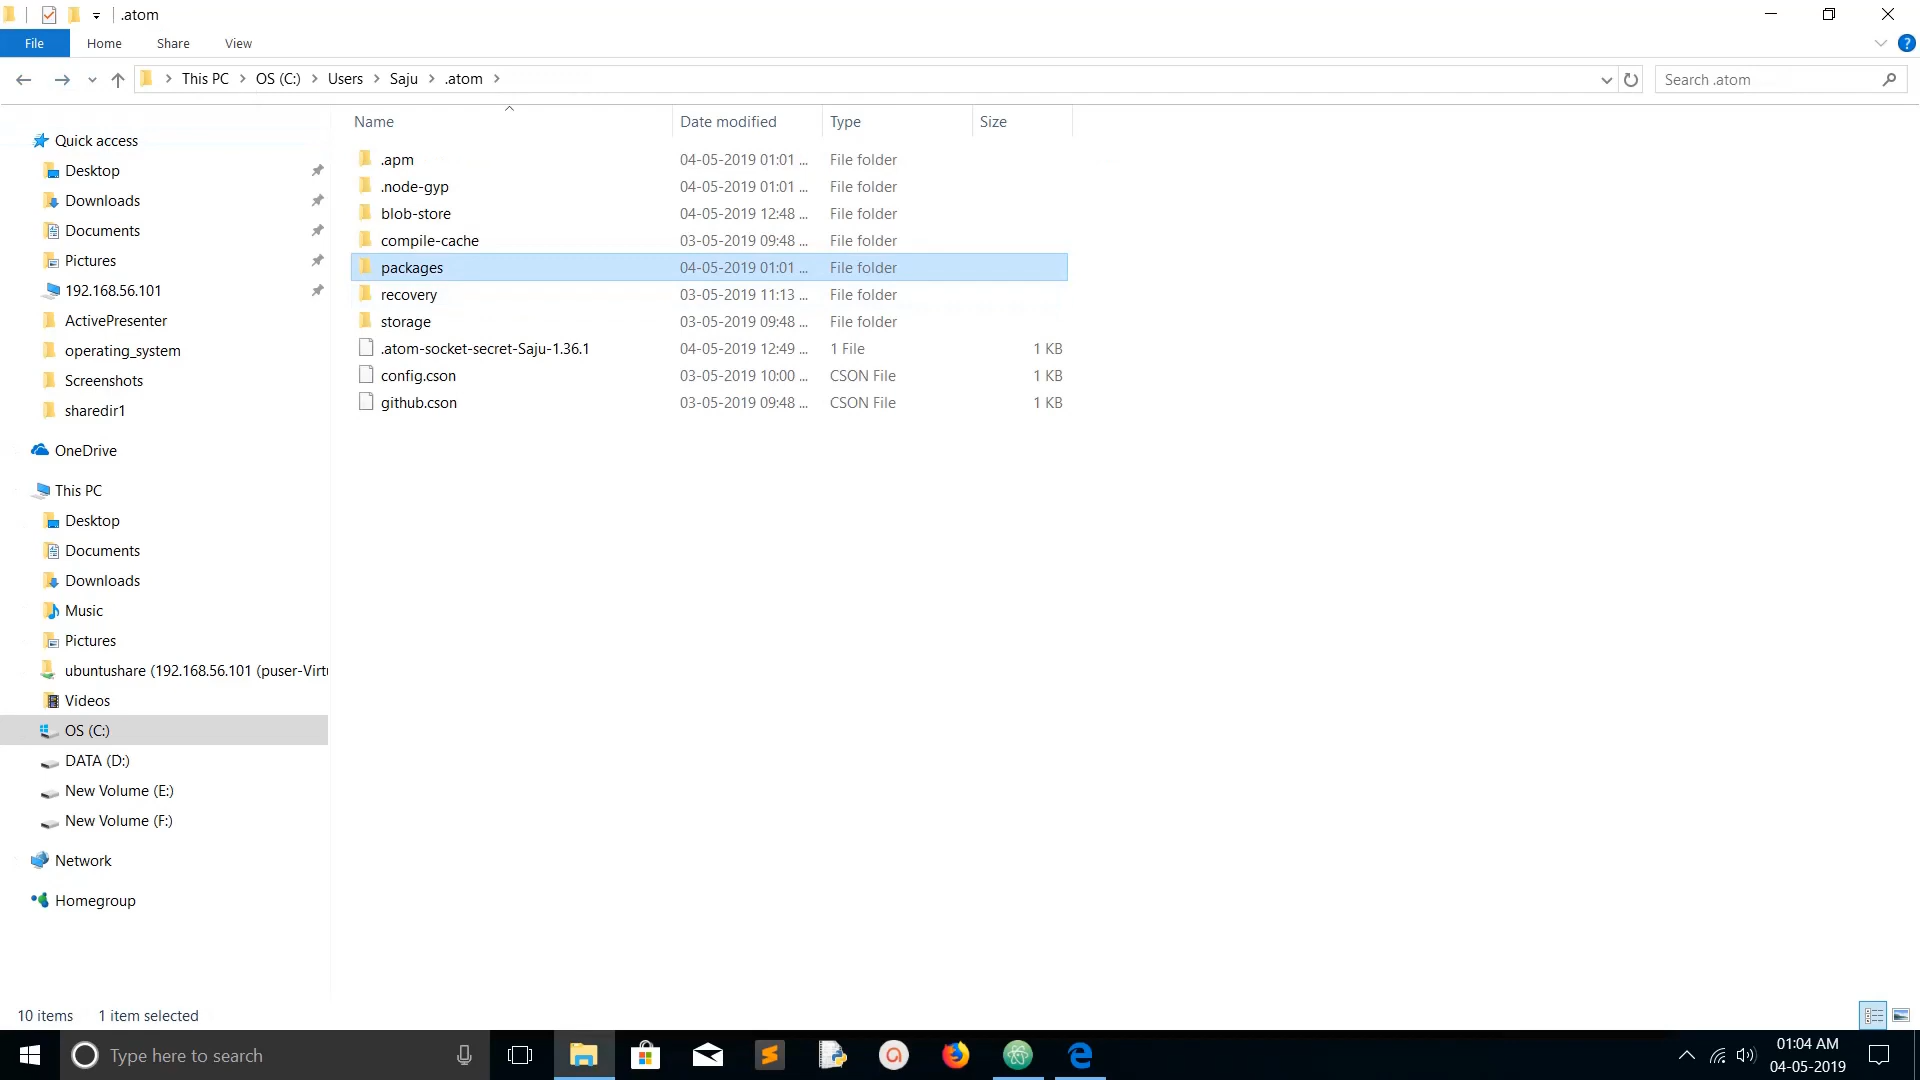 .atom
File Home Share View
This PC OS (C:) Users Saju .atom
Search .atom
Name Date modified Type Size
Quick access
Desktop
Downloads
Documents
Pictures
192.168.56.101
ActivePresenter
operating_system
Screenshots
sharedir1
OneDrive
This PC
Desktop
Documents
Downloads
Music
Pictures
ubuntushare (192.168.56.101 (puser-Virtu
Videos
OS (C:)
DATA (D:)
New Volume (E:)
New Volume (F:)
Network
Homegroup
.apm 04-05-2019 01:01 ... File folder
.node-gyp 04-05-2019 01:01 ... File folder
blob-store 04-05-2019 12:48 ... File folder
compile-cache 03-05-2019 09:48 ... File folder
packages 04-05-2019 01:01 ... File folder
recovery 03-05-2019 11:13 ... File folder
storage 03-05-2019 09:48 ... File folder
.atom-socket-secret-Saju-1.36.1 04-05-2019 12:49 ... 1 File 1 KB
config.cson 03-05-2019 10:00 ... CSON File 1 KB
github.cson 03-05-2019 09:48 ... CSON File 1 KB
10 items 1 item selected
Type here to search
01:04 AM
04-05-2019